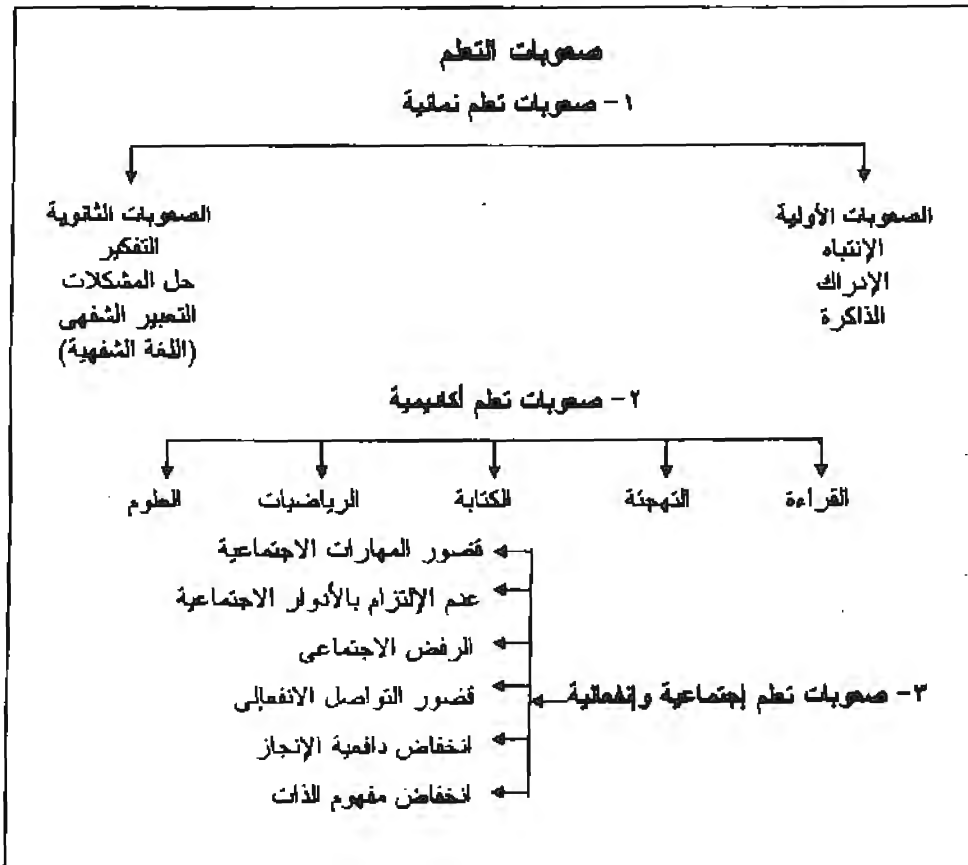 صعوبات التعلم
١- صعوبات تعلم نمائية
الصعوبات الأولية
الإنتباه
الإدراك
الذاكرة
الصعوبات الثانوية
التفكير
حل المشكلات
التعبير الشفهى
(اللغة الشفهية)
٢- صعوبات تعلم أكاديمية
القراءة
التهجئة
الكتابة
الرياضيات
العلوم
٣- صعوبات تعلم إجتماعية وإنفعالية
قصور المهارات الاجتماعية
عدم الإلتزام بالأدوار الاجتماعية
الرفض الاجتماعى
قصور التواصل الانفعالى
انخفاض دافعية الإنجاز
انخفاض مفهوم الذات